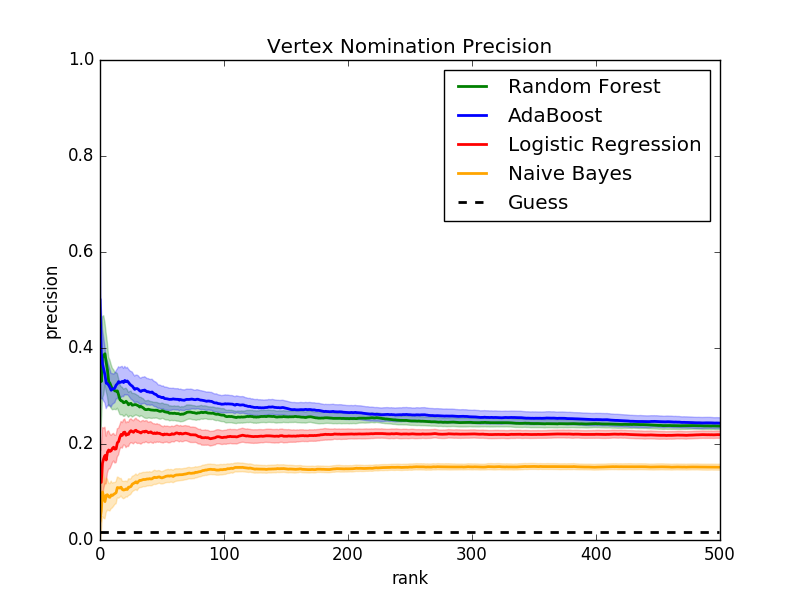 Vertex Nomination Precision
1.0
0.8
0.6
0.4
0.2
0.0
precision
Random Forest
AdaBoost
Logistic Regression
Naive Bayes
Guess
0 100 200 300 400 500
rank